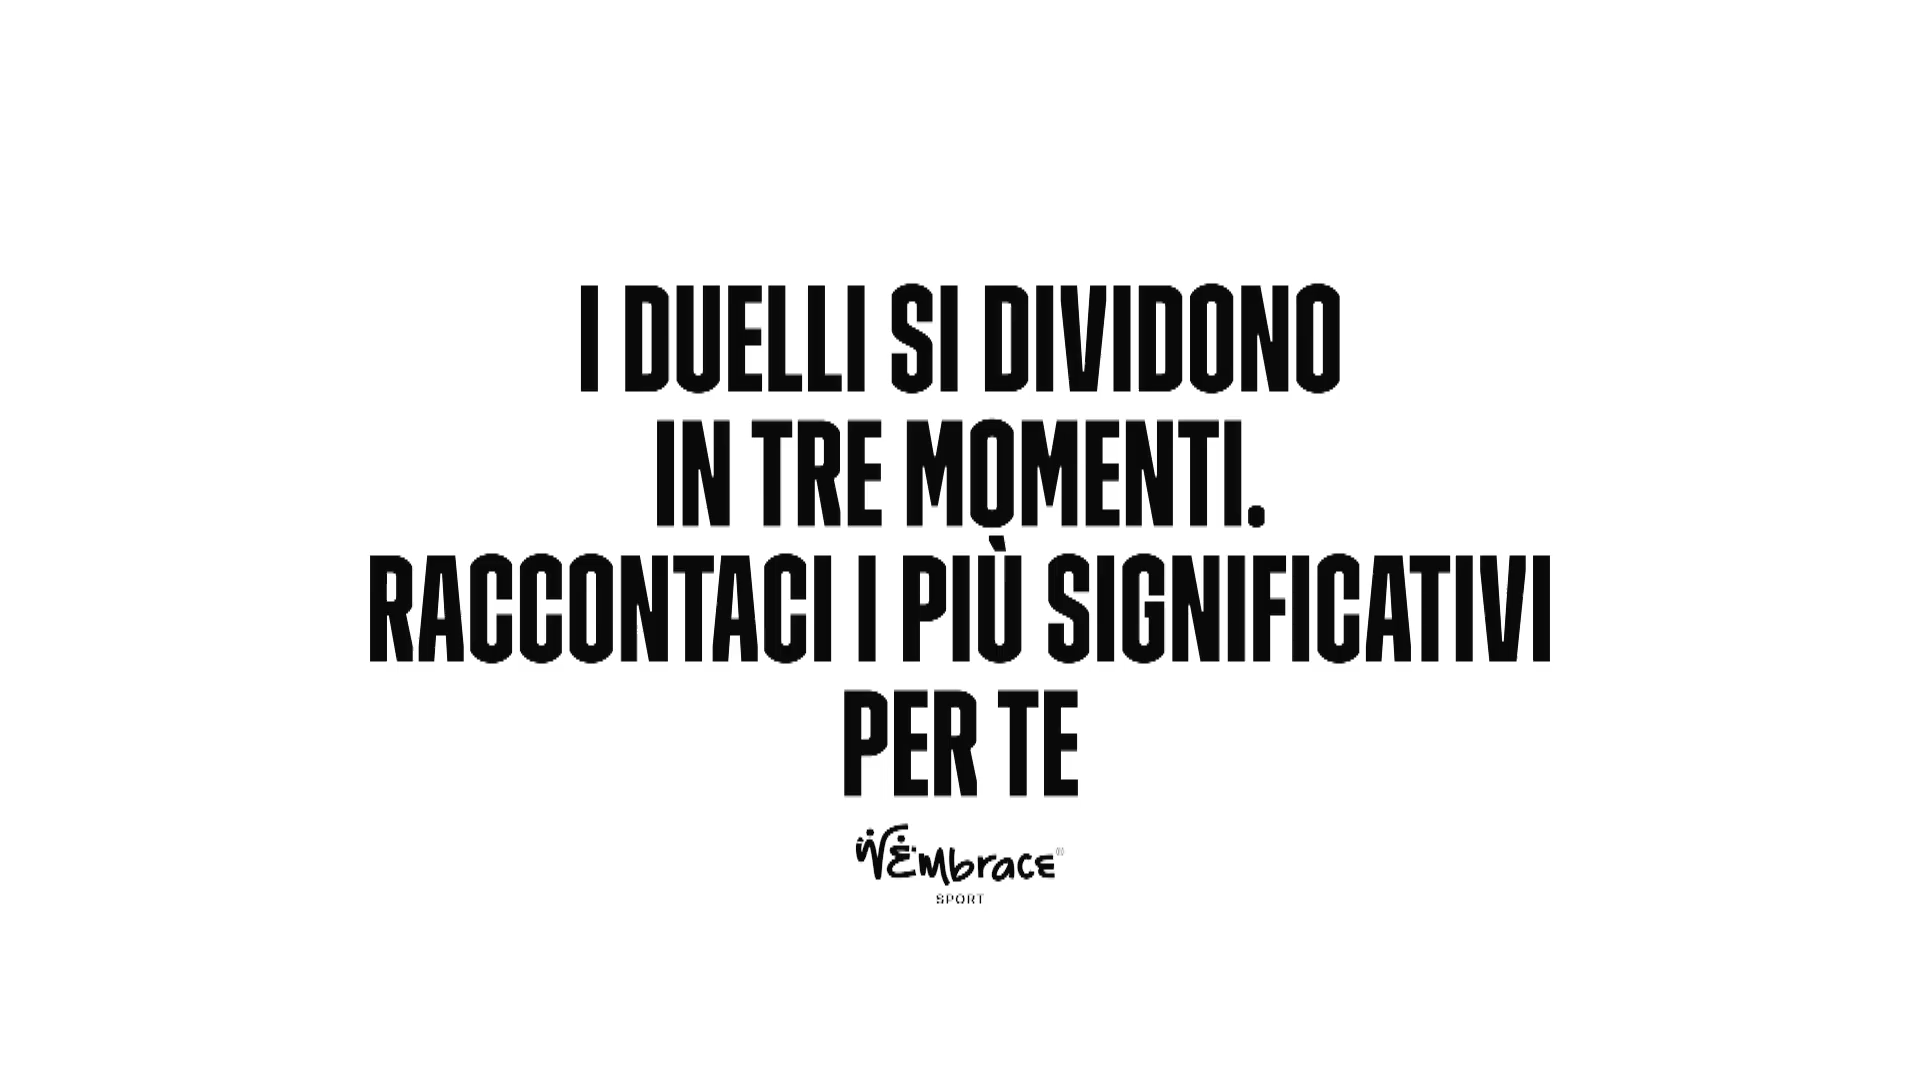 I DUELLI SI DIVIDONO
IN TRE MOMENTI.
RACCONTACI I PIÙ SIGNIFICATIVI
PER TE
WEmbrace®
SPORT